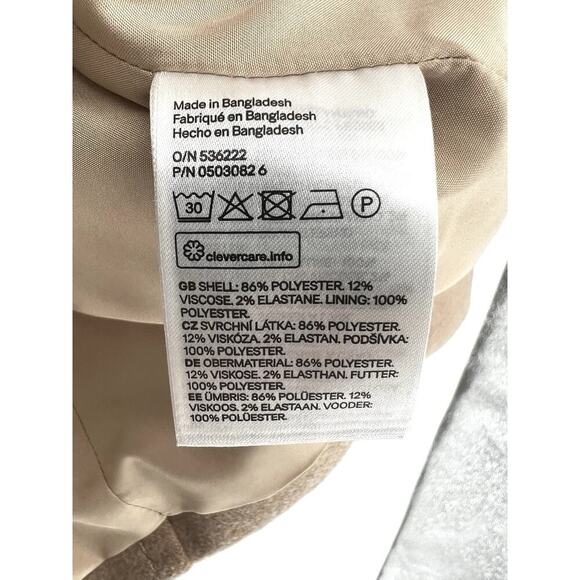 Made in Bangladesh
Fabriqué en Bangladesh
Hecho en Bangladesh
O/N 536222
P/N 0503082 6
30
P
clevercare.info
GB SHELL: 86% POLYESTER. 12%
VISCOSE. 2% ELASTANE. LINING: 100%
POLYESTER.
CZ SVRCHNÍ LÁTKA: 86% POLYESTER.
12% VISKÓZA. 2% ELASTAN. PODŠÍVKA:
100% POLYESTER.
DE OBERMATERIAL: 86% POLYESTER.
12% VISKOSE. 2% ELASTHAN. FUTTER:
100% POLYESTER.
EE ÜMBRIS: 86% POLÜESTER. 12%
VISKOOS. 2% ELASTAAN. VOODER:
100% POLÜESTER.